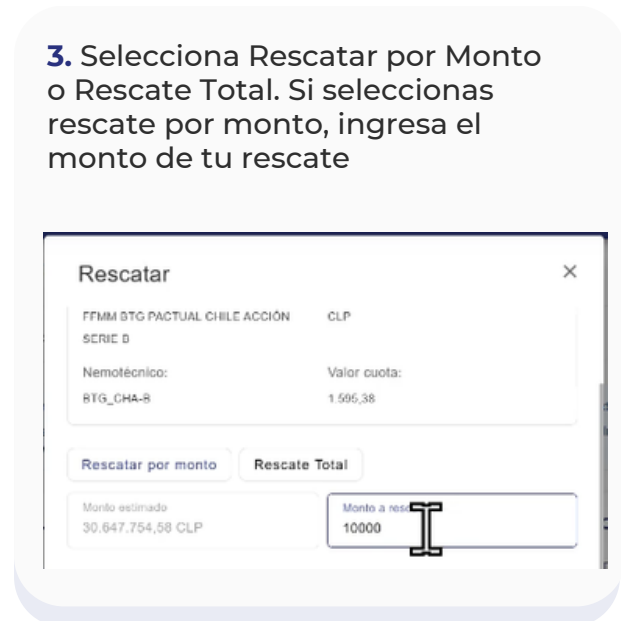 3. Selecciona Rescatar por Monto
o Rescate Total. Si seleccionas
rescate por monto, ingresa el
monto de tu rescate
Rescatar ×
FFMM BTG PACTUAL CHILE ACCIÓN CLP
SERIE B
Nemotécnico: Valor cuota:
BTG_CHA-B 1.595,38
Rescatar por monto Rescate Total
Monto estimado Monto a resc
30.647.754,58 CLP 10000